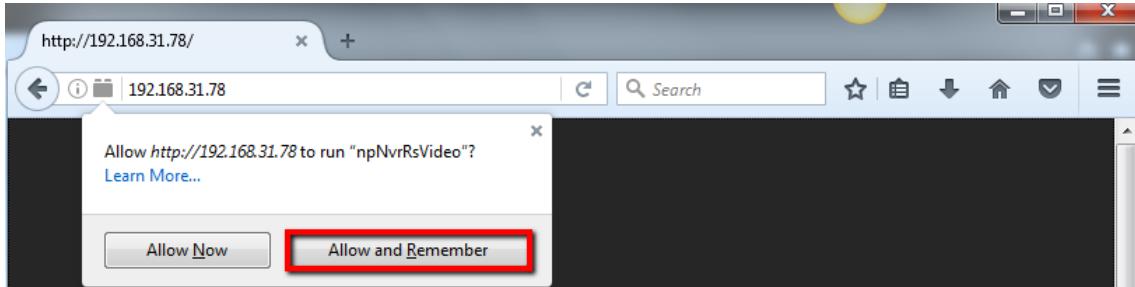 http://192.168.31.78/
192.168.31.78
Search
Allow http://192.168.31.78 to run “npNvrRsVideo”?
Learn More...
Allow Now
Allow and Remember